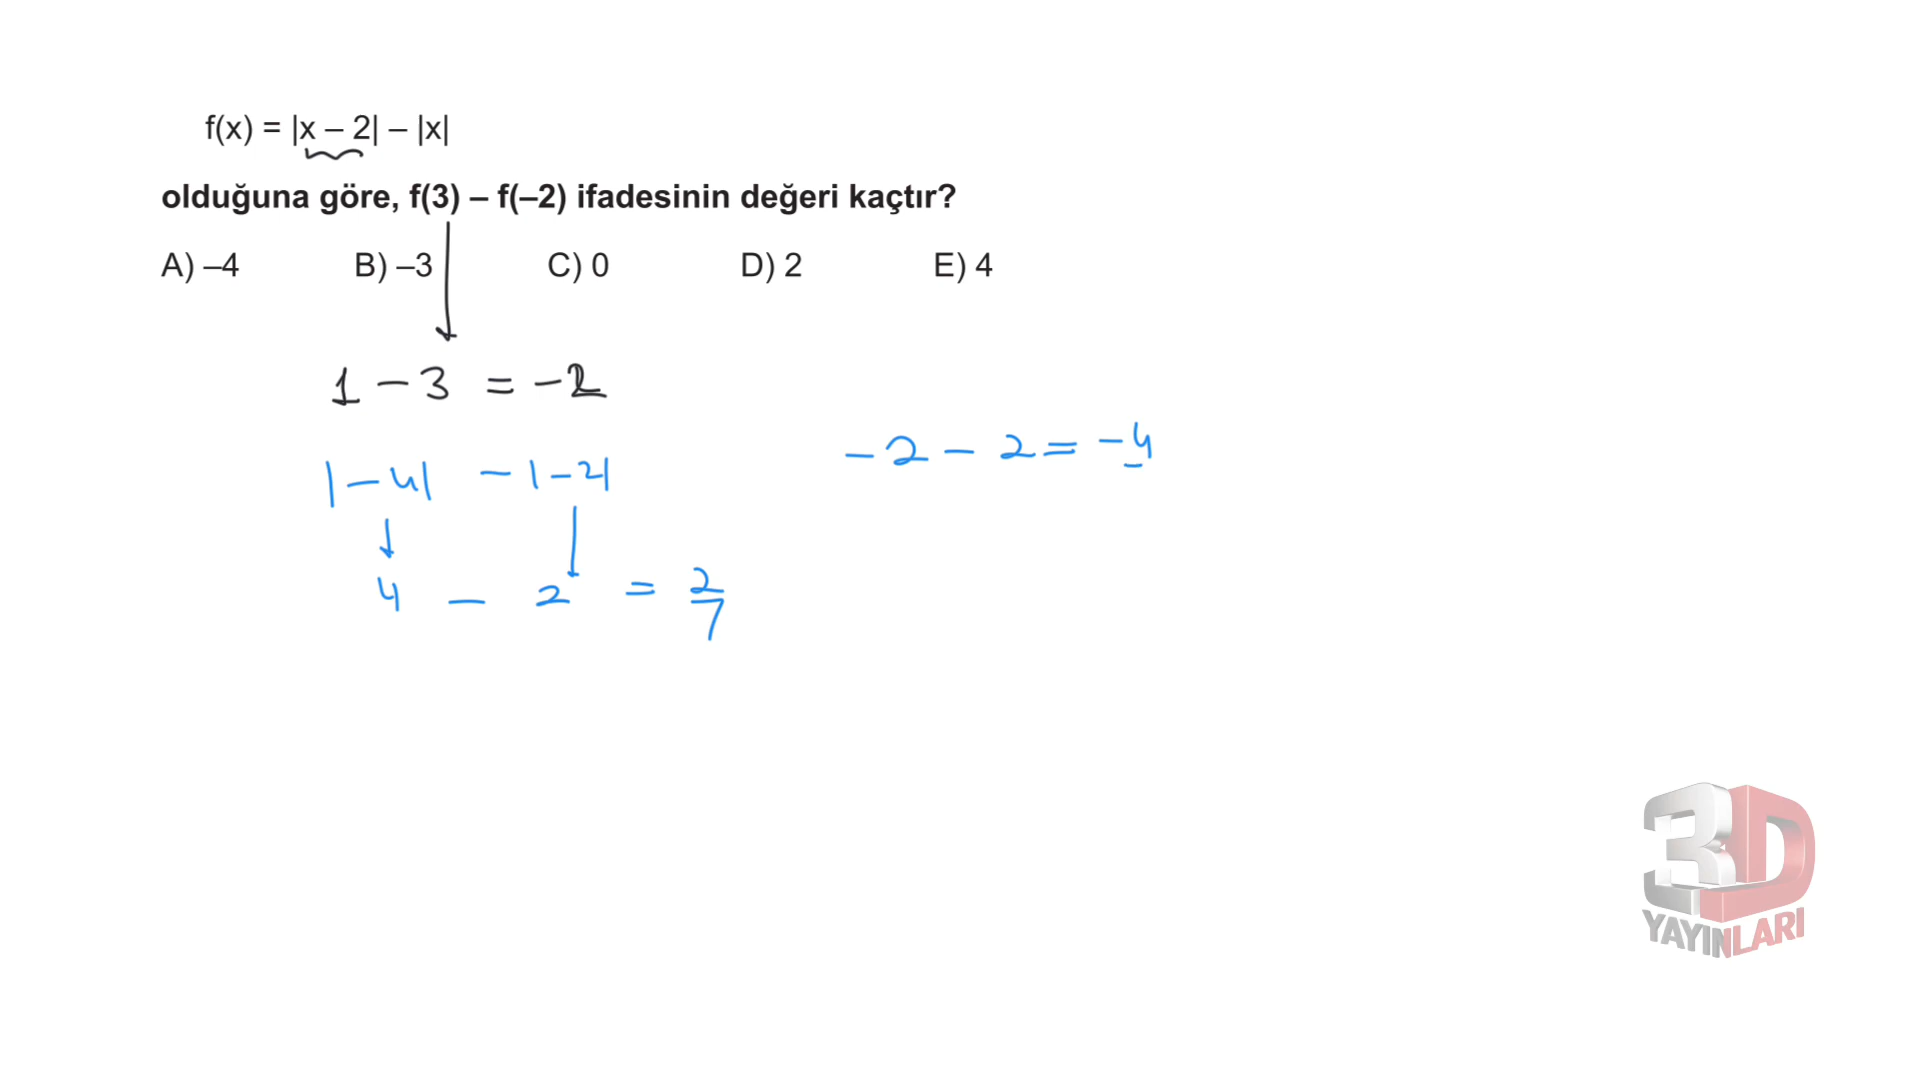 f(x) = |x – 2| – |x|
olduğuna göre, f(3) – f(–2) ifadesinin değeri kaçtır?
A) –4 B) –3 C) 0 D) 2 E) 4
1 – 3 = –2
–2 – 2 = –4
|–4| – |–2|
4 – 2 = 2
3D
YAYINLARI